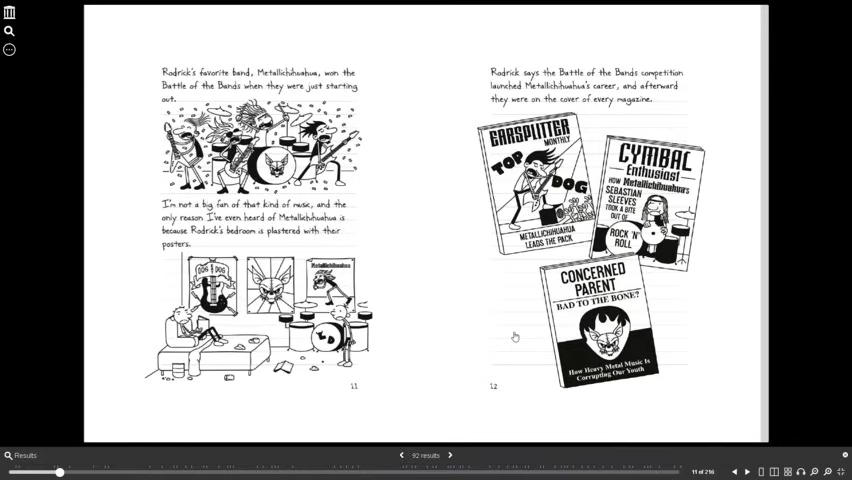 Rodrick's favorite band, Metallichihuahua, won the
Battle of the Bands when they were just starting
out.
I'm not a big fan of that kind of music, and the
only reason I've even heard of Metallichihuahua is
because Rodrick's bedroom is plastered with their
posters.
DOG DOG
Metallichihuahua
LD
11
Rodrick says the Battle of the Bands competition
launched Metallichihuahua's career, and afterward
they were on the cover of every magazine.
EARSPLITTER
MONTHLY
TOP
DOG
METALLICHIHUAHUA
LEADS THE PACK
CYMBAL
Enthusiast
HOW Metallichihuahua's
SEBASTIAN
SLEEVES
TOOK A BITE
OUT OF
ROCK 'N'
ROLL
CONCERNED
PARENT
BAD TO THE BONE?
How Heavy Metal Music Is
Corrupting Our Youth
12
Results
92 results
11 of 216